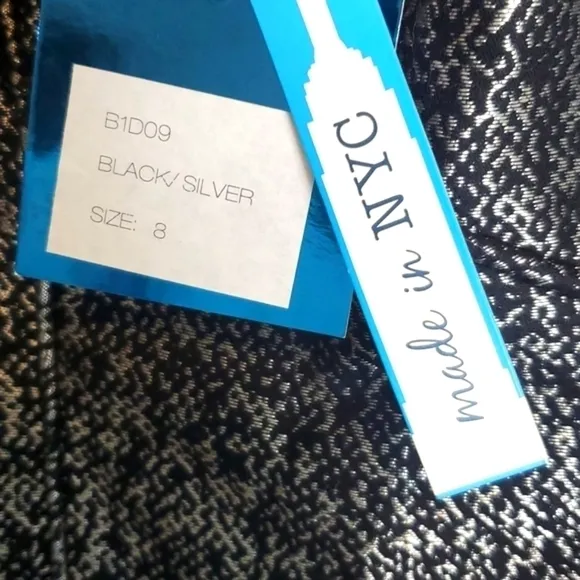 B1D09
BLACK/SILVER
SIZE: 8
made in NYC